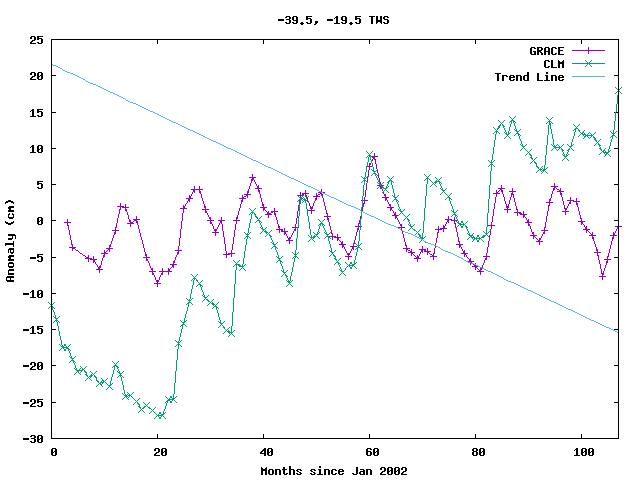 -39.5, -19.5 TWS
GRACE
CLM
Trend Line
25
20
15
10
5
0
-5
-10
-15
-20
-25
-30
Anomaly (cm)
0 20 40 60 80 100
Months since Jan 2002